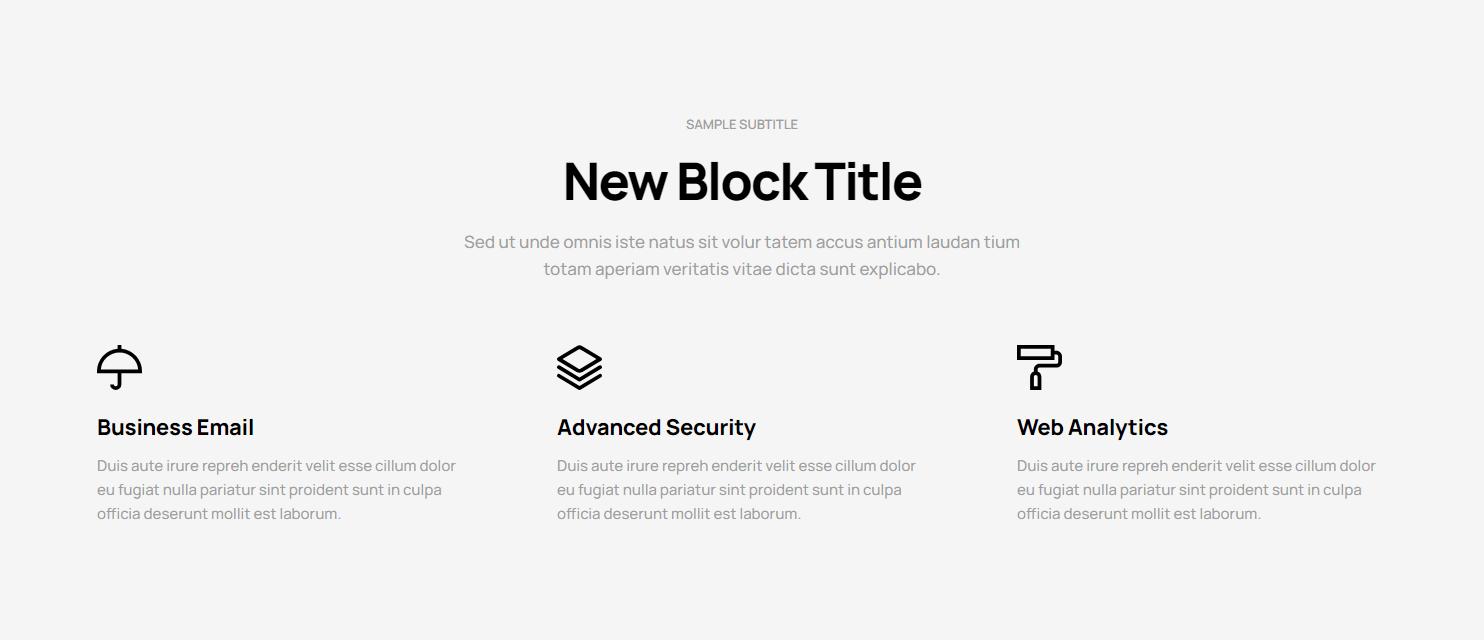 SAMPLE SUBTITLE
New Block Title
Sed ut unde omnis iste natus sit volur tatem accus antium laudan tium
totam aperiam veritatis vitae dicta sunt explicabo.
Business Email
Duis aute irure repreh enderit velit esse cillum dolor
eu fugiat nulla pariatur sint proident sunt in culpa
officia deserunt mollit est laborum.
Advanced Security
Duis aute irure repreh enderit velit esse cillum dolor
eu fugiat nulla pariatur sint proident sunt in culpa
officia deserunt mollit est laborum.
Web Analytics
Duis aute irure repreh enderit velit esse cillum dolor
eu fugiat nulla pariatur sint proident sunt in culpa
officia deserunt mollit est laborum.